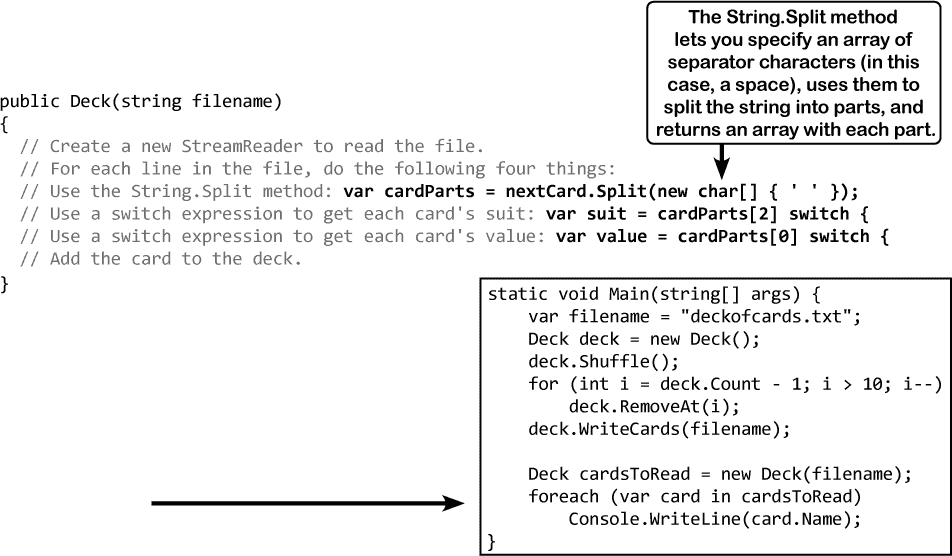 The String.Split method
lets you specify an array of
separator characters (in this
case, a space), uses them to
split the string into parts, and
returns an array with each part.
public Deck(string filename)
{
  // Create a new StreamReader to read the file.
  // For each line in the file, do the following four things:
  // Use the String.Split method: var cardParts = nextCard.Split(new char[] { ' ' });
  // Use a switch expression to get each card's suit: var suit = cardParts[2] switch {
  // Use a switch expression to get each card's value: var value = cardParts[0] switch {
  // Add the card to the deck.
}
static void Main(string[] args) {
    var filename = "deckofcards.txt";
    Deck deck = new Deck();
    deck.Shuffle();
    for (int i = deck.Count - 1; i > 10; i--)
        deck.RemoveAt(i);
    deck.WriteCards(filename);

    Deck cardsToRead = new Deck(filename);
    foreach (var card in cardsToRead)
        Console.WriteLine(card.Name);
}